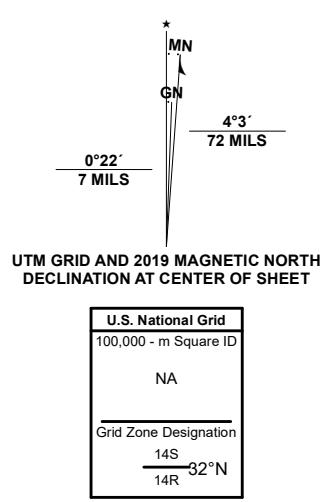 ★
MN
GN
4°3´
72 MILS
0°22´
7 MILS
UTM GRID AND 2019 MAGNETIC NORTH
DECLINATION AT CENTER OF SHEET
U.S. National Grid
100,000 - m Square ID
NA
Grid Zone Designation
14S
32°N
14R